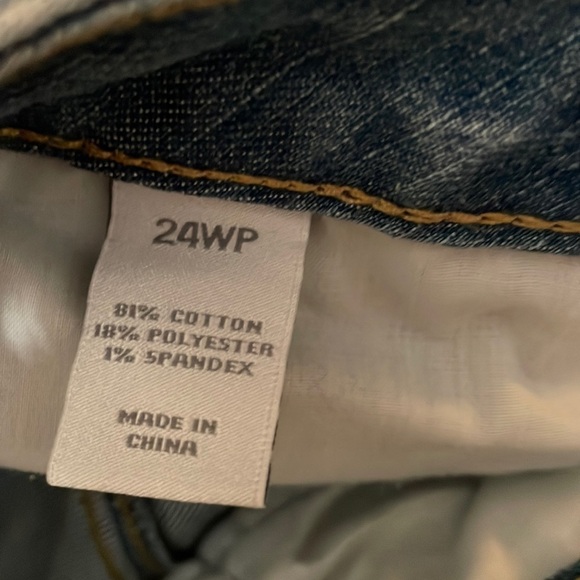 24WP
81% COTTON
18% POLYESTER
1% SPANDEX
MADE IN
CHINA